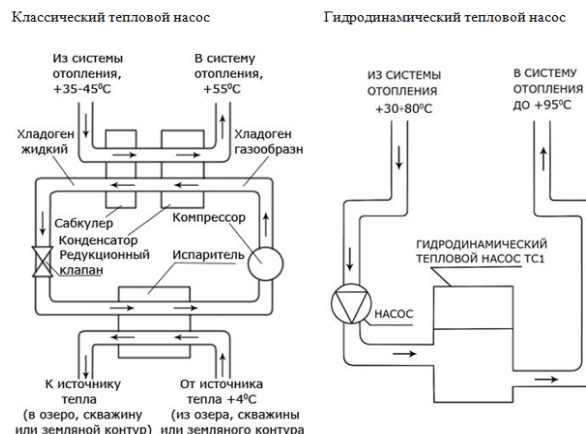 Классический тепловой насос
Гидродинамический тепловой насос
Из системы
отопления,
+35-45⁰С
В систему
отопления,
+55⁰С
Хладоген
жидкий
Хладоген
газообразн
Сабкулер
Конденсатор
Компрессор
Редукционный
клапан
Испаритель
К источнику
тепла
(в озеро, скважину
или земляной контур)
От источника
тепла +4⁰С
(из озера, скважины
или земляного контура
ИЗ СИСТЕМЫ
ОТОПЛЕНИЯ
+30÷80⁰С
В СИСТЕМУ
ОТОПЛЕНИЯ
ДО +95⁰С
ГИДРОДИНАМИЧЕСКИЙ
ТЕПЛОВОЙ НАСОС ТС1
НАСОС